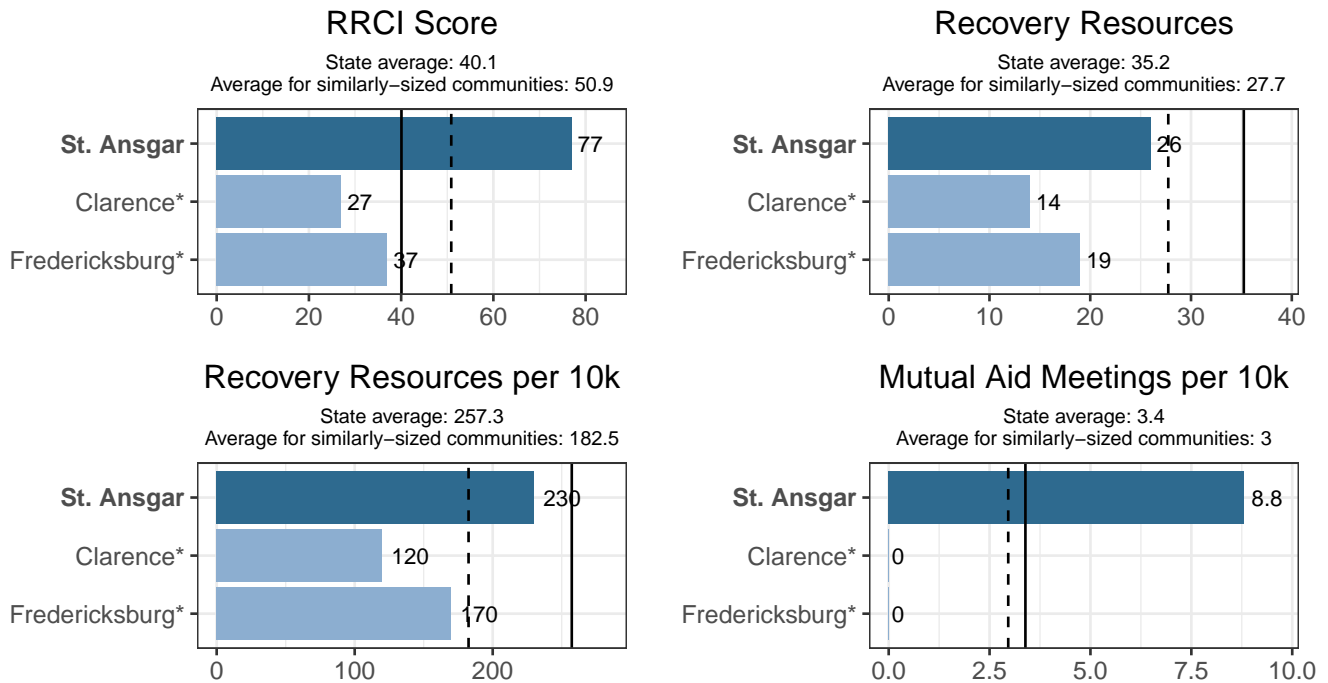 RRCI Score
State average: 40.1
Average for similarly−sized communities: 50.9
St. Ansgar
77
Clarence*
27
Fredericksburg*
37
0 20 40 60 80
Recovery Resources
State average: 35.2
Average for similarly−sized communities: 27.7
St. Ansgar
26
Clarence*
14
Fredericksburg*
19
0 10 20 30 40
Recovery Resources per 10k
State average: 257.3
Average for similarly−sized communities: 182.5
St. Ansgar
230
Clarence*
120
Fredericksburg*
170
0 100 200
Mutual Aid Meetings per 10k
State average: 3.4
Average for similarly−sized communities: 3
St. Ansgar
8.8
Clarence*
0
Fredericksburg*
0
0.0 2.5 5.0 7.5 10.0